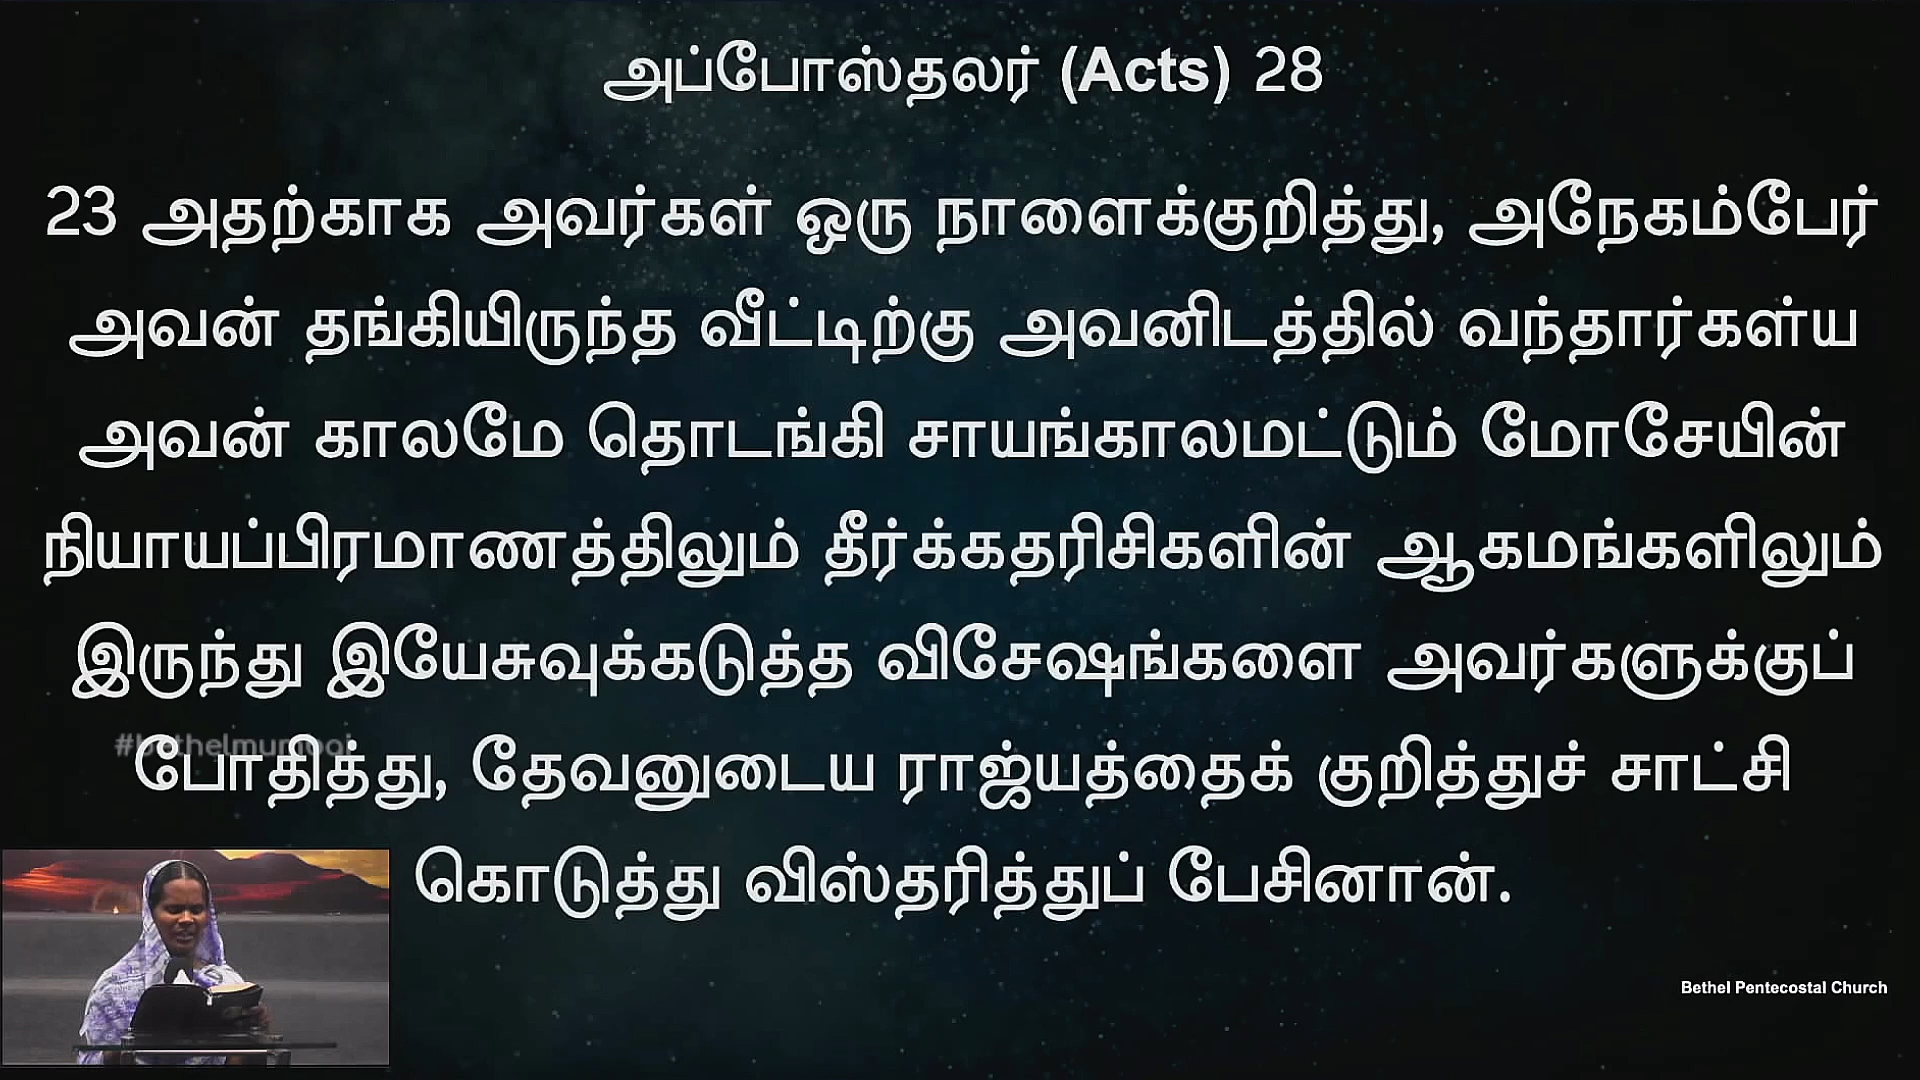 அப்போஸ்தலர் (Acts) 28
23 அதற்காக அவர்கள் ஒரு நாளைக்குறித்து, அநேகம்பேர்
அவன் தங்கியிருந்த வீட்டிற்கு அவனிடத்தில் வந்தார்கள்ய
அவன் காலமே தொடங்கி சாயங்காலமட்டும் மோசேயின்
நியாயப்பிரமாணத்திலும் தீர்க்கதரிசிகளின் ஆகமங்களிலும்
இருந்து இயேசுவுக்கடுத்த விசேஷங்களை அவர்களுக்குப்
#bethelmumbai
போதித்து, தேவனுடைய ராஜ்யத்தைக் குறித்துச் சாட்சி
கொடுத்து விஸ்தரித்துப் பேசினான்.
Bethel Pentecostal Church